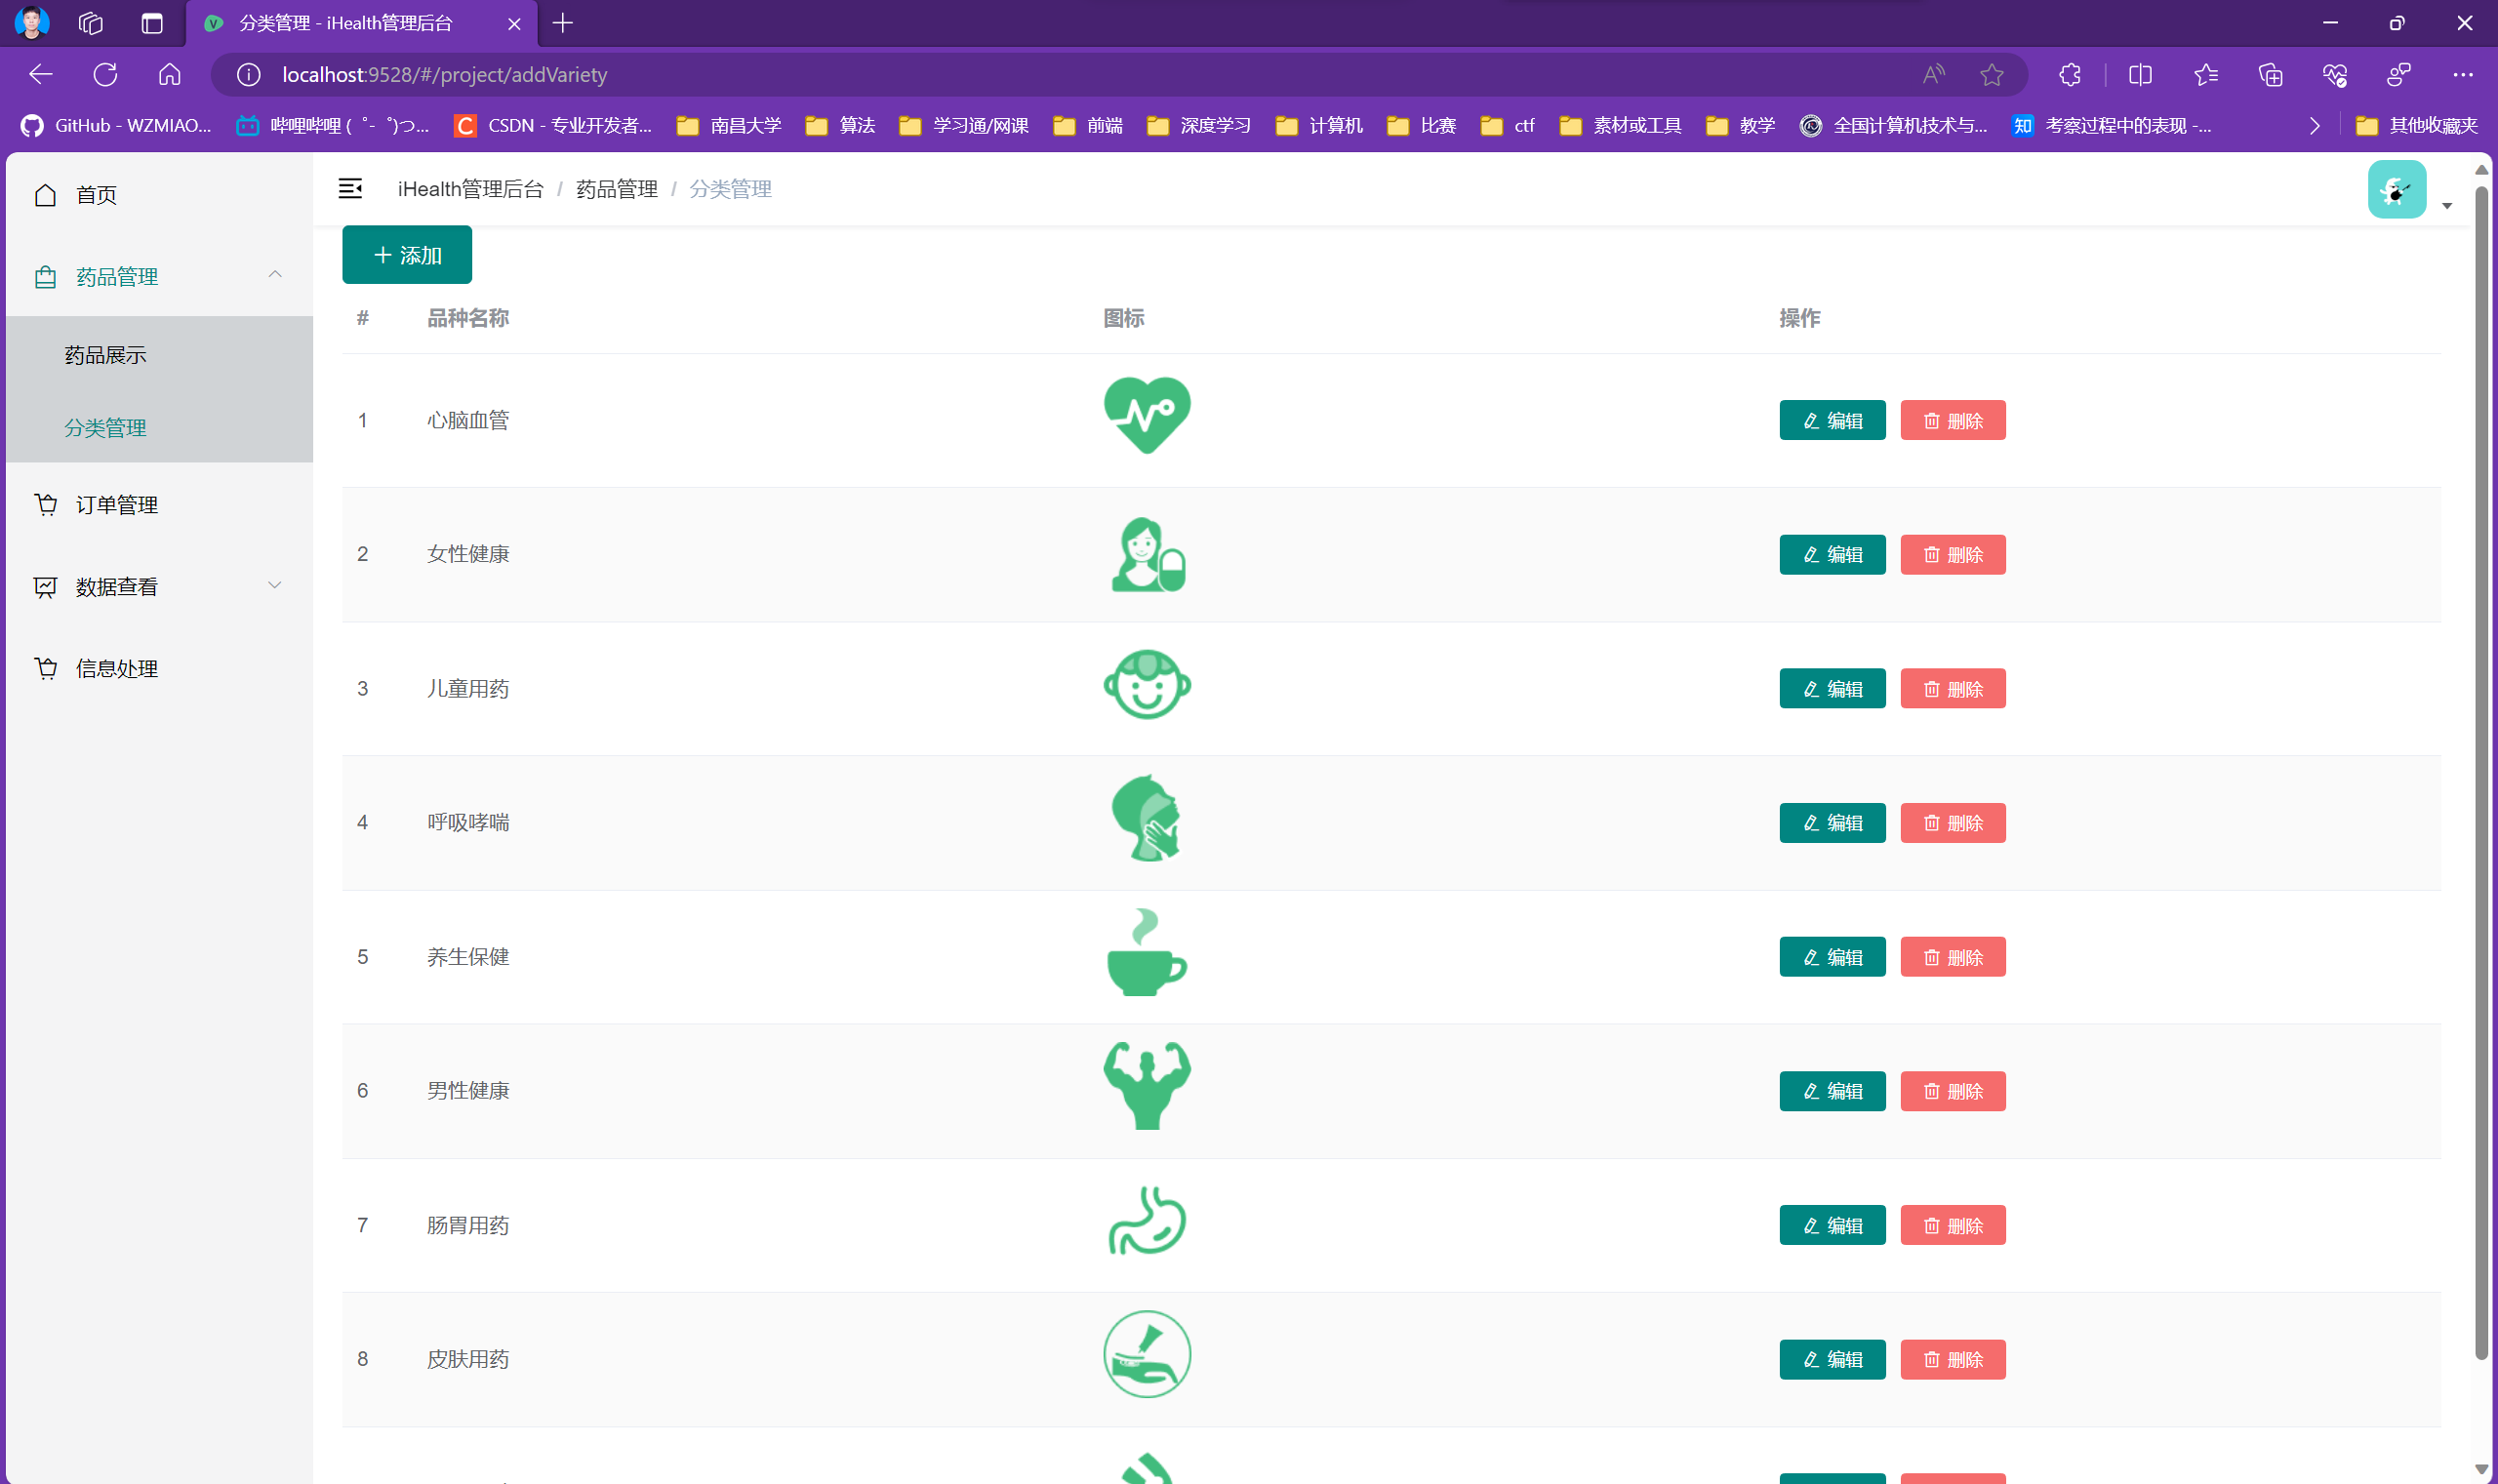 分类管理 - iHealth管理后台
localhost:9528/#/project/addVariety
GitHub - WZMIAO... 哔哩哔哩 ( ゜- ゜)つ... CSDN - 专业开发者... 南昌大学 算法 学习通/网课 前端 深度学习 计算机 比赛 ctf 素材或工具 教学 全国计算机技术与... 知 考察过程中的表现 -... 其他收藏夹
首页
药品管理
药品展示
分类管理
订单管理
数据查看
信息处理
iHealth管理后台 / 药品管理 / 分类管理
添加
# 品种名称 图标 操作
1 心脑血管 编辑 删除
2 女性健康 编辑 删除
3 儿童用药 编辑 删除
4 呼吸哮喘 编辑 删除
5 养生保健 编辑 删除
6 男性健康 编辑 删除
7 肠胃用药 编辑 删除
8 皮肤用药 编辑 删除